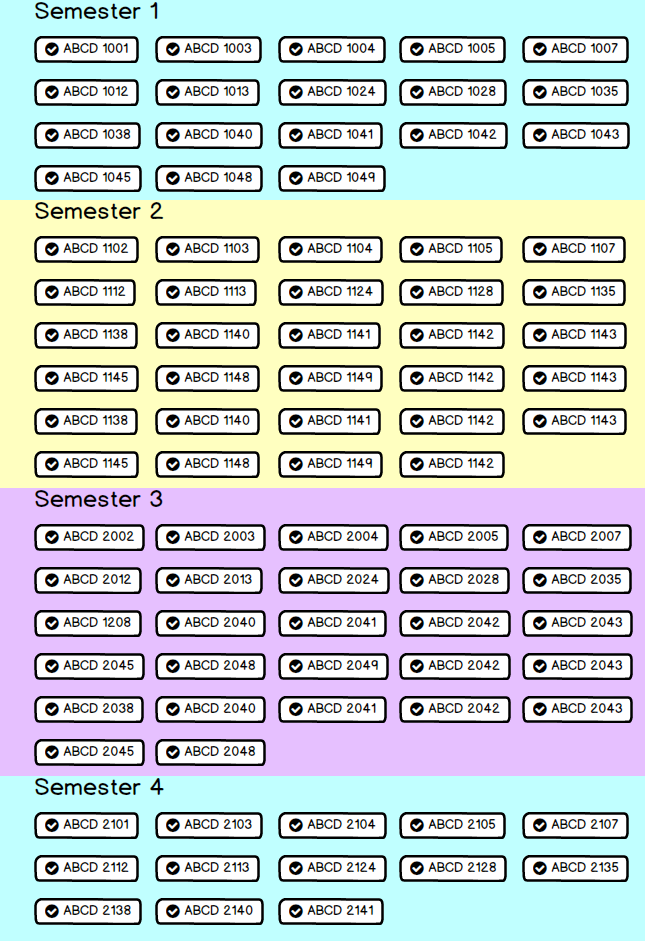 Semester 1
ABCD 1001 ABCD 1003 ABCD 1004 ABCD 1005 ABCD 1007
ABCD 1012 ABCD 1013 ABCD 1024 ABCD 1028 ABCD 1035
ABCD 1038 ABCD 1040 ABCD 1041 ABCD 1042 ABCD 1043
ABCD 1045 ABCD 1048 ABCD 1049
Semester 2
ABCD 1102 ABCD 1103 ABCD 1104 ABCD 1105 ABCD 1107
ABCD 1112 ABCD 1113 ABCD 1124 ABCD 1128 ABCD 1135
ABCD 1138 ABCD 1140 ABCD 1141 ABCD 1142 ABCD 1143
ABCD 1145 ABCD 1148 ABCD 1149 ABCD 1142 ABCD 1143
ABCD 1138 ABCD 1140 ABCD 1141 ABCD 1142 ABCD 1143
ABCD 1145 ABCD 1148 ABCD 1149 ABCD 1142
Semester 3
ABCD 2002 ABCD 2003 ABCD 2004 ABCD 2005 ABCD 2007
ABCD 2012 ABCD 2013 ABCD 2024 ABCD 2028 ABCD 2035
ABCD 1208 ABCD 2040 ABCD 2041 ABCD 2042 ABCD 2043
ABCD 2045 ABCD 2048 ABCD 2049 ABCD 2042 ABCD 2043
ABCD 2038 ABCD 2040 ABCD 2041 ABCD 2042 ABCD 2043
ABCD 2045 ABCD 2048
Semester 4
ABCD 2101 ABCD 2103 ABCD 2104 ABCD 2105 ABCD 2107
ABCD 2112 ABCD 2113 ABCD 2124 ABCD 2128 ABCD 2135
ABCD 2138 ABCD 2140 ABCD 2141